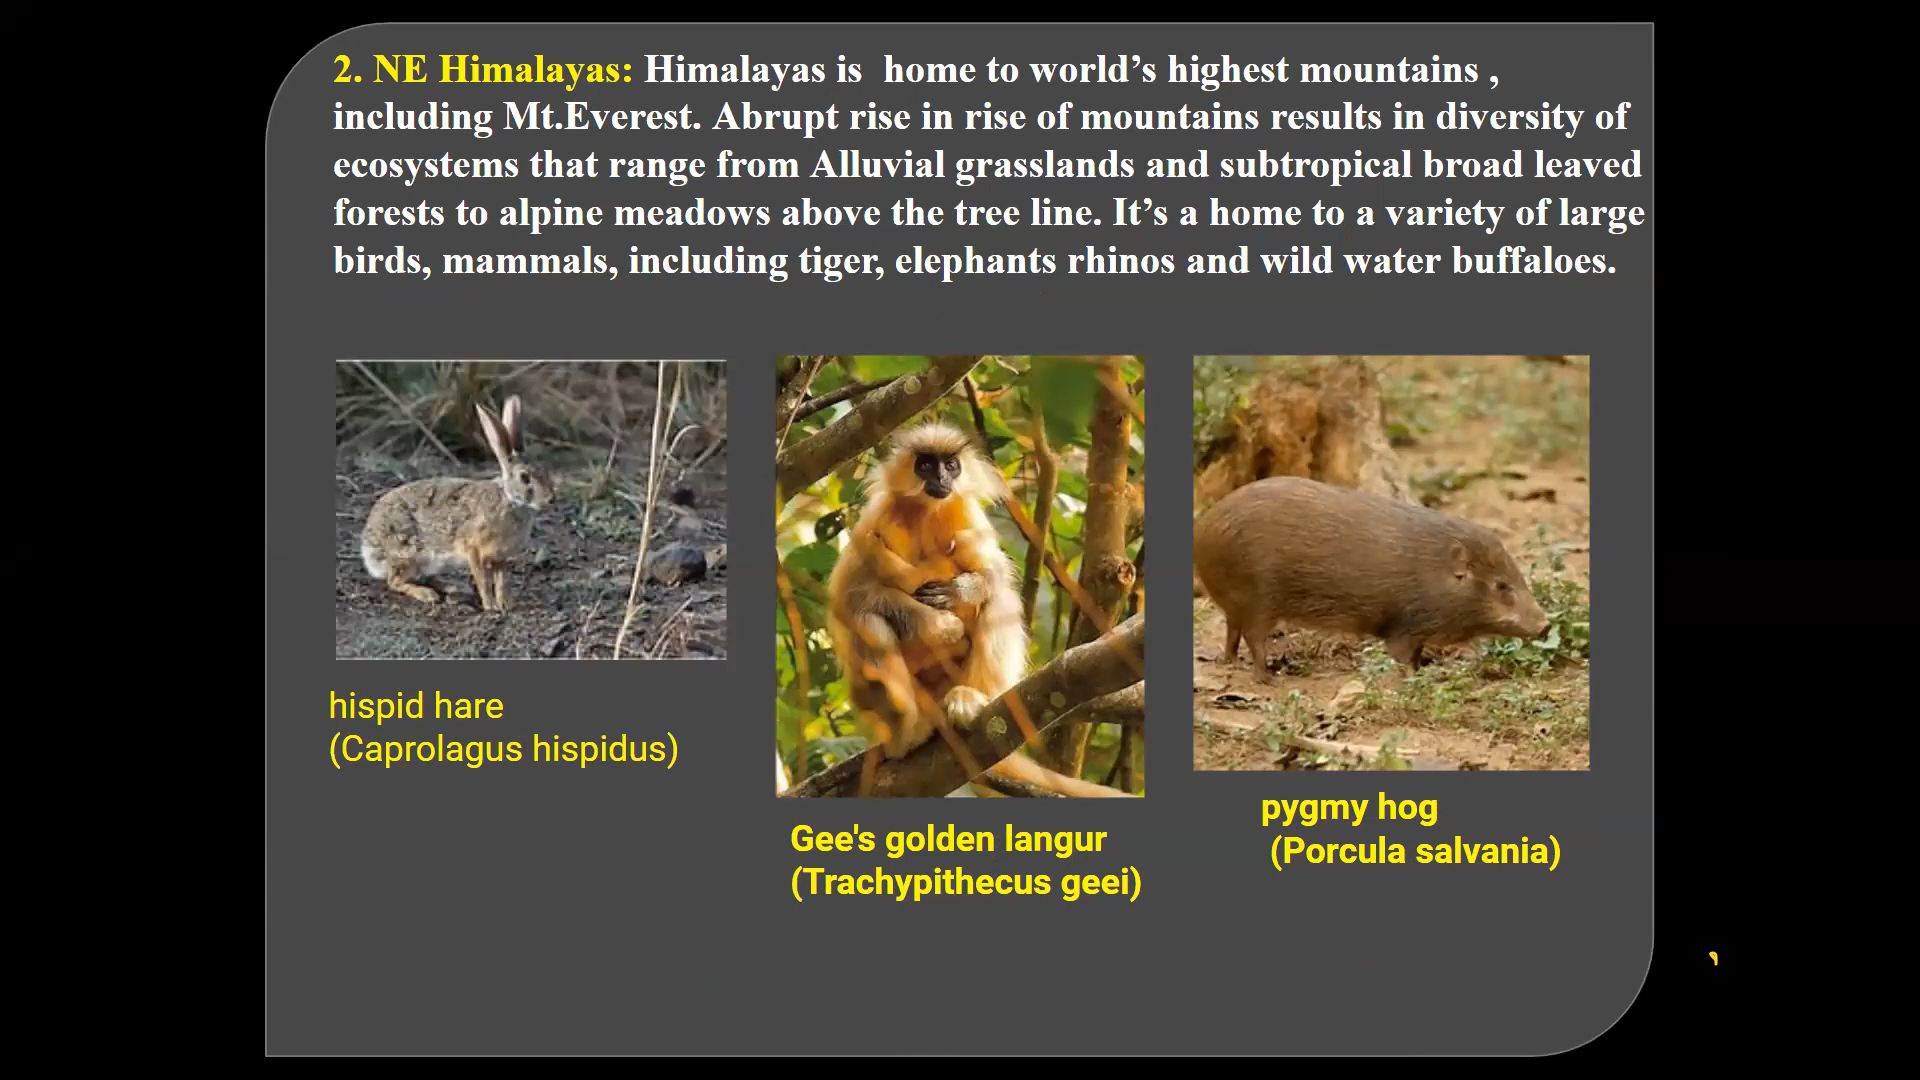 2. NE Himalayas: Himalayas is  home to world’s highest mountains ,
including Mt.Everest. Abrupt rise in rise of mountains results in diversity of
ecosystems that range from Alluvial grasslands and subtropical broad leaved
forests to alpine meadows above the tree line. It’s a home to a variety of large
birds, mammals, including tiger, elephants rhinos and wild water buffaloes.
hispid hare
(Caprolagus hispidus)
Gee's golden langur
(Trachypithecus geei)
pygmy hog
(Porcula salvania)